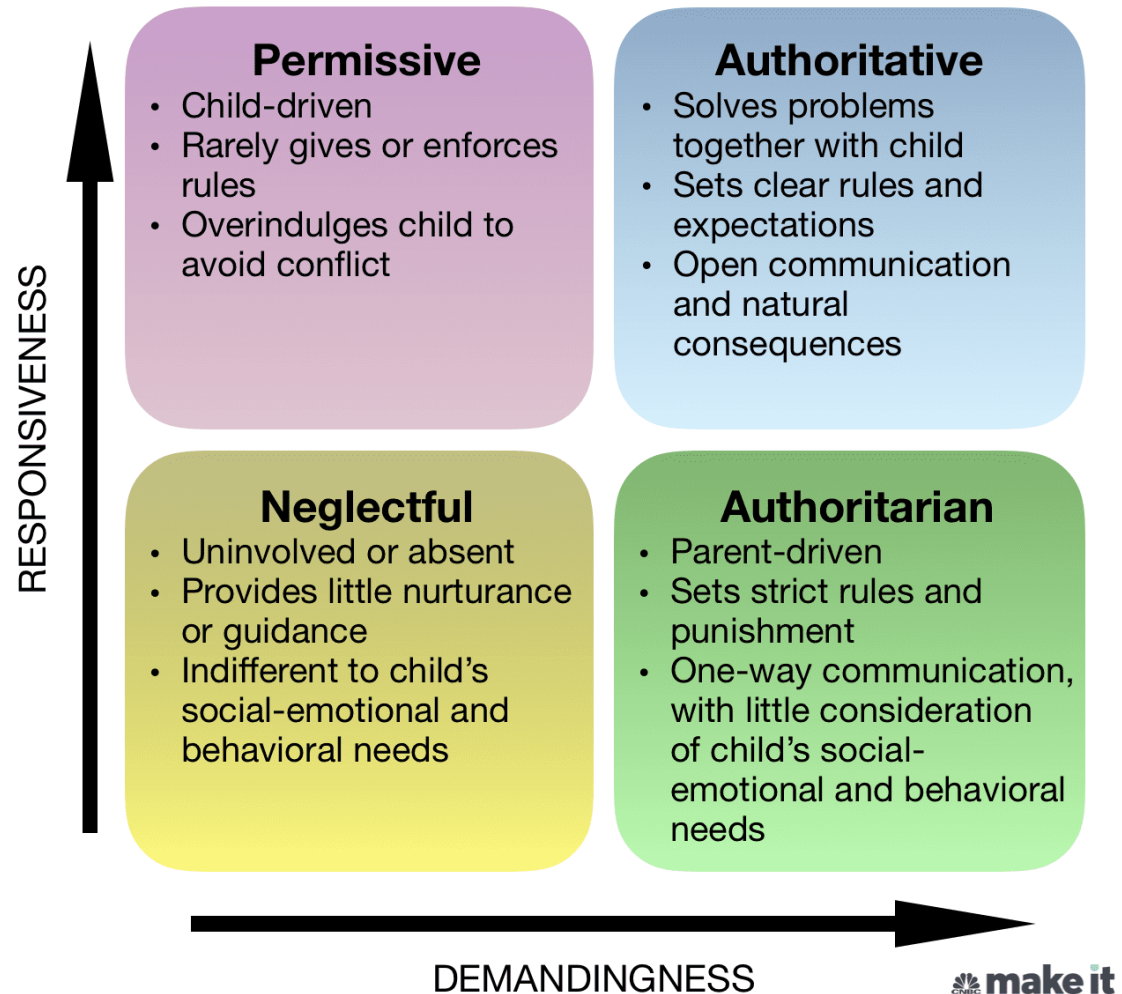 Permissive
• Child-driven
• Rarely gives or enforces
rules
• Overindulges child to
avoid conflict
Authoritative
• Solves problems
together with child
• Sets clear rules and
expectations
• Open communication
and natural
consequences
RESPONSIVENESS
Neglectful
• Uninvolved or absent
• Provides little nurturance
or guidance
• Indifferent to child’s
social-emotional and
behavioral needs
Authoritarian
• Parent-driven
• Sets strict rules and
punishment
• One-way communication,
with little consideration
of child’s social-
emotional and behavioral
needs
DEMANDINGNESS
CNBC make it